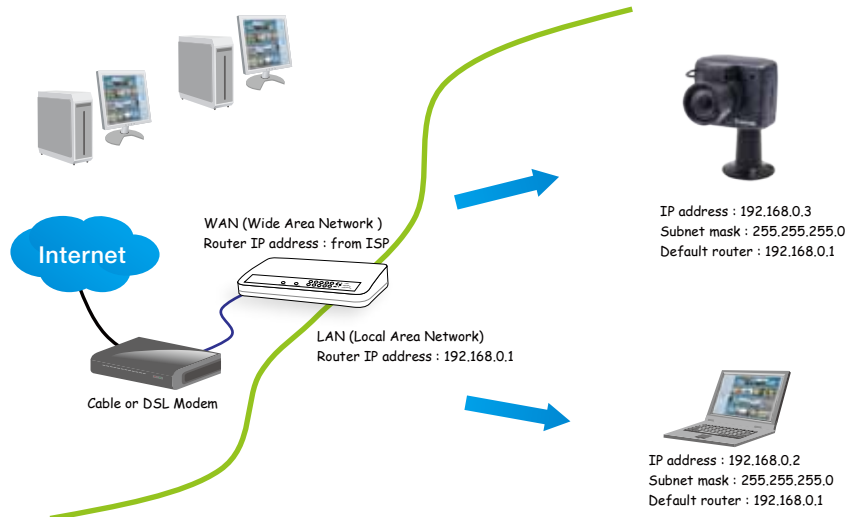 WAN (Wide Area Network )
Router IP address : from ISP
Internet
LAN (Local Area Network)
Router IP address : 192.168.0.1
Cable or DSL Modem
IP address : 192.168.0.3
Subnet mask : 255.255.255.0
Default router : 192.168.0.1
IP address : 192.168.0.2
Subnet mask : 255.255.255.0
Default router : 192.168.0.1